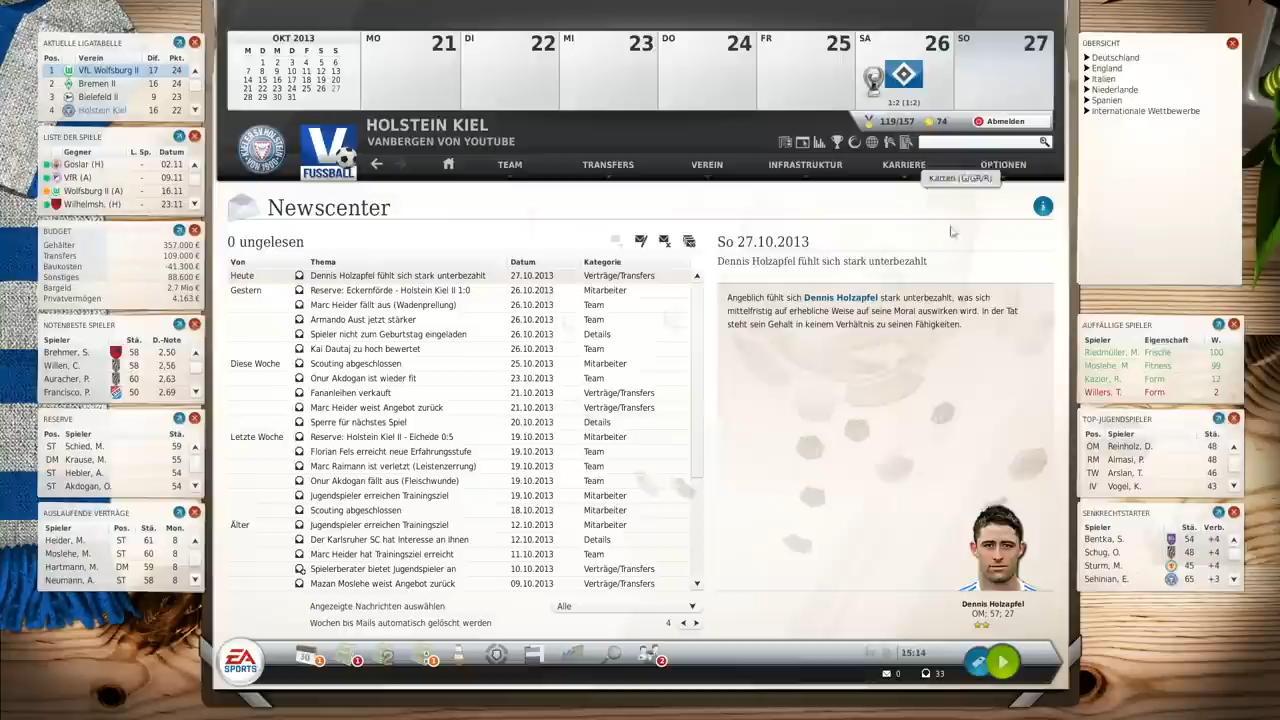 AKTUELLE LIGATABELLE
Pos. Verein Dif. Pkt.
1 VfL Wolfsburg II 17 24
2 Bremen II 16 24
3 Bielefeld II 9 23
4 Holstein Kiel 16 22
LISTE DER SPIELE
Gegner L. Sp. Datum
Goslar (H) - 02.11
VfR (A) - 09.11
Wolfsburg II (A) - 16.11
Wilhelmsh. (H) - 23.11
BUDGET
Gehälter 357.000 €
Transfers 109.000 €
Baukosten -41.300 €
Sonstiges 88.600 €
Bargeld 2,7 Mio €
Privatvermögen 4.163 €
NOTENBESTE SPIELER
Spieler Stä. D.-Note
Brehmer, S. 58 2,50
Willen, C. 58 2,56
Auracher, P. 60 2,63
Francisco, P. 50 2,69
RESERVE
Pos. Spieler Stä.
ST Schied, M. 59
DM Krause, M. 55
ST Hebler, A. 54
ST Akdogan, O. 54
AUSLAUFENDE VERTRÄGE
Spieler Pos. Stä. Mon.
Heider, M. ST 61 8
Moslehe, M. ST 60 8
Hartmann, M. DM 59 8
Neumann, A. ST 58 8
OKT 2013
M D M D F S S
1 2 3 4 5 6
7 8 9 10 11 12 13
14 15 16 17 18 19 20
21 22 23 24 25 26 27
28 29 30 31
MO 21
DI 22
MI 23
DO 24
FR 25
SA 26
1:2 (1:2)
SO 27
HOLSTEIN KIEL
VANBERGEN VON YOUTUBE
V
FUSSBALL
119/157 74 Abmelden
TEAM TRANSFERS VEREIN INFRASTRUKTUR KARRIERE OPTIONEN
Karten (G/GR/R)
Newscenter
0 ungelesen
Von Thema Datum Kategorie
Heute Dennis Holzapfel fühlt sich stark unterbezahlt 27.10.2013 Verträge/Transfers
Gestern Reserve: Eckernförde - Holstein Kiel II 1:0 26.10.2013 Mitarbeiter
Marc Heider fällt aus (Wadenprellung) 26.10.2013 Team
Armando Aust jetzt stärker 26.10.2013 Team
Spieler nicht zum Geburtstag eingeladen 26.10.2013 Details
Kai Dautaj zu hoch bewertet 26.10.2013 Team
Diese Woche Scouting abgeschlossen 25.10.2013 Mitarbeiter
Onur Akdogan ist wieder fit 23.10.2013 Team
Fananleihen verkauft 21.10.2013 Verträge/Transfers
Marc Heider weist Angebot zurück 21.10.2013 Verträge/Transfers
Sperre für nächstes Spiel 20.10.2013 Details
Letzte Woche Reserve: Holstein Kiel II - Eichede 0:5 19.10.2013 Mitarbeiter
Florian Fels erreicht neue Erfahrungsstufe 19.10.2013 Team
Marc Raimann ist verletzt (Leistenzerrung) 19.10.2013 Team
Onur Akdogan fällt aus (Fleischwunde) 19.10.2013 Team
Jugendspieler erreichen Trainingsziel 19.10.2013 Mitarbeiter
Scouting abgeschlossen 18.10.2013 Mitarbeiter
Älter Jugendspieler erreichen Trainingsziel 12.10.2013 Mitarbeiter
Der Karlsruher SC hat Interesse an Ihnen 12.10.2013 Details
Marc Heider hat Trainingsziel erreicht 11.10.2013 Team
Spielerberater bietet Jugendspieler an 10.10.2013 Verträge/Transfers
Mazan Moslehe weist Angebot zurück 09.10.2013 Verträge/Transfers
Angezeigte Nachrichten auswählen Alle
Wochen bis Mails automatisch gelöscht werden 4
So 27.10.2013
Dennis Holzapfel fühlt sich stark unterbezahlt
Angeblich fühlt sich Dennis Holzapfel stark unterbezahlt, was sich
mittelfristig auf erhebliche Weise auf seine Moral auswirken wird. In der Tat
steht sein Gehalt in keinem Verhältnis zu seinen Fähigkeiten.
Dennis Holzapfel
OM; 57; 27
EA
SPORTS
30 1 1 1 2
15:14
0 33
ÜBERSICHT
Deutschland
England
Italien
Niederlande
Spanien
Internationale Wettbewerbe
AUFFÄLLIGE SPIELER
Spieler Eigenschaft W.
Riedmüller, M. Frische 100
Moslehe, M Fitness 99
Kazior, R. Form 12
Willers, T. Form 2
TOP-JUGENDSPIELER
Pos. Spieler Stä.
OM Reinholz, D. 48
RM Almasi, P. 48
TW Arslan, T. 46
IV Vogel, K. 43
SENKRECHTSTARTER
Spieler Stä. Verb.
Bentka, S. 54 +4
Schug, O. 48 +4
Sturm, M. 45 +4
Sehinian, E. 65 +3